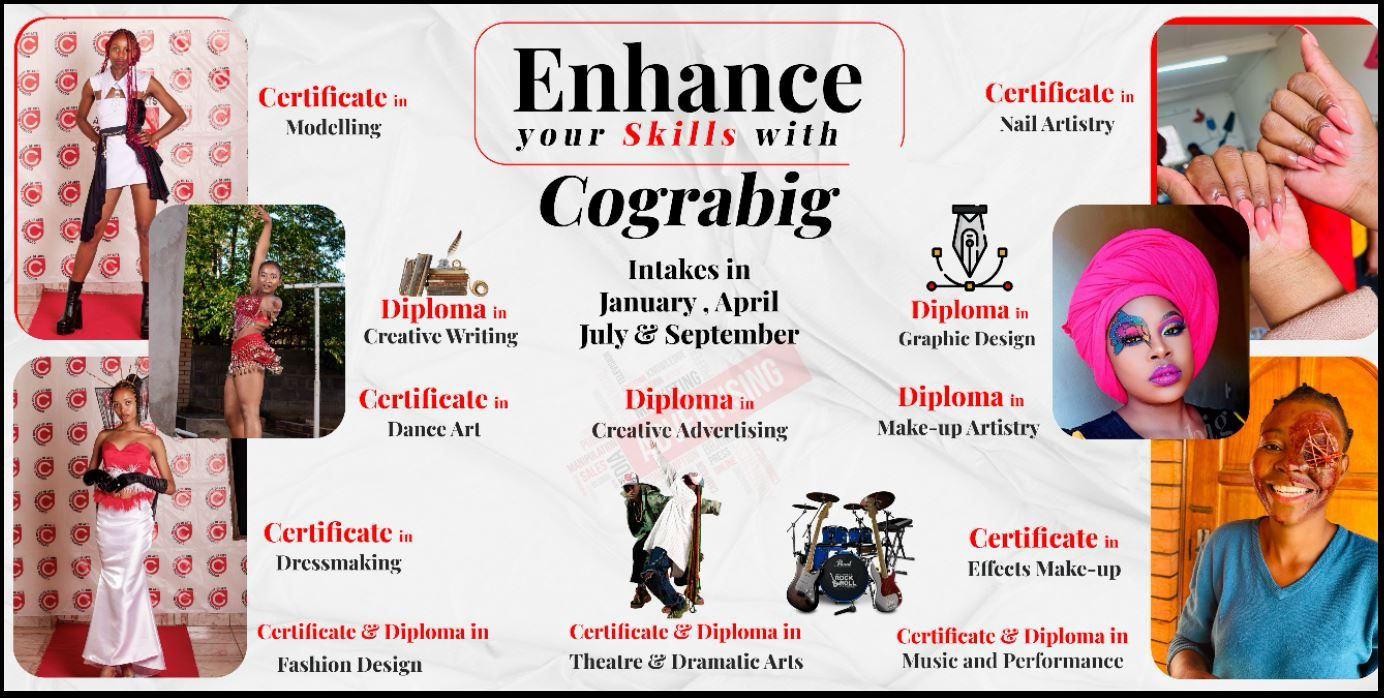 Enhance
your Skills with
Cograbig
Intakes in
January , April
July & September
Certificate in
Modelling
Diploma in
Creative Writing
Certificate in
Dance Art
Certificate in
Dressmaking
Certificate & Diploma in
Fashion Design
Diploma in
Creative Advertising
ADVERTISING
Certificate & Diploma in
Theatre & Dramatic Arts
Certificate in
Nail Artistry
Diploma in
Graphic Design
Diploma in
Make-up Artistry
Certificate in
Effects Make-up
ROCK
ROLL
Certificate & Diploma in
Music and Performance